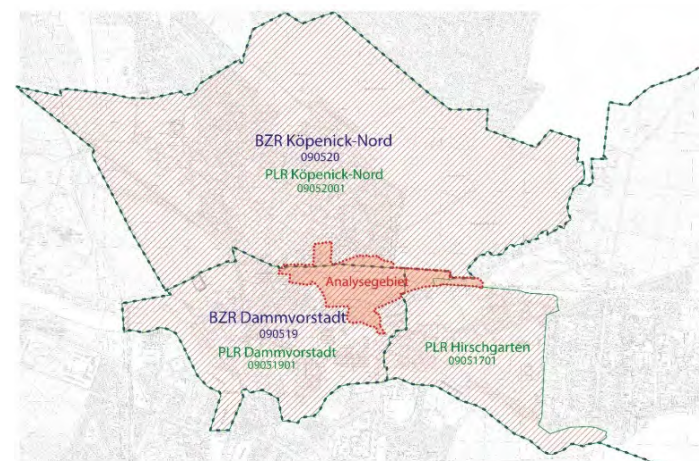 BZR Köpenick-Nord
090520
PLR Köpenick-Nord
09052001
Analysegebiet
BZR Dammvorstadt
090519
PLR Dammvorstadt
09051901
PLR Hirschgarten
09051701